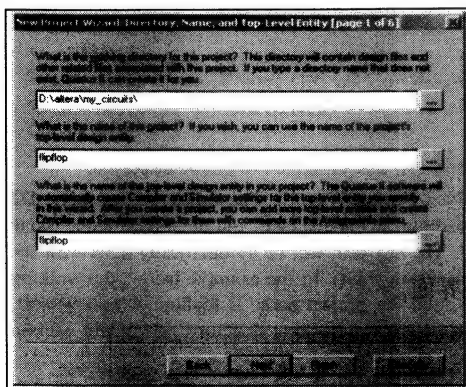 New Project Wizard: Directory, Name, and Top-Level Entity [page 1 of 6]
What is the working directory for this project? This directory will contain design files and
other related files associated with this project. If you type a directory name that does not
exist, Quartus II can create it for you.
D:\altera\my_circuits\
...
What is the name of this project? If you wish, you can use the name of the project's
top-level design entity.
flipflop
...
What is the name of the top-level design entity in your project? The Quartus II software will
automatically create Compiler and Simulator settings for the top-level entity you specify
flipflop
...
Back
Next